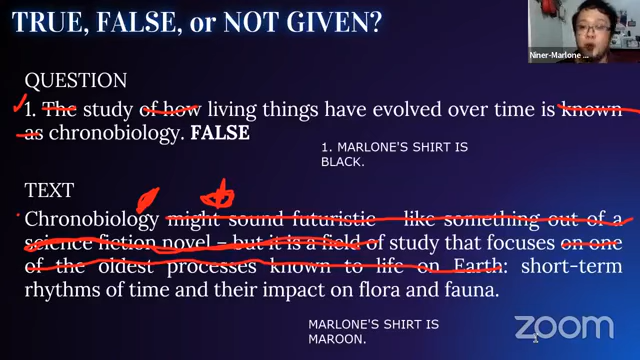 TRUE, FALSE, or NOT GIVEN?
Niner-Marlone ...
QUESTION
1. The study of how living things have evolved over time is known
as chronobiology. FALSE
1. MARLONE'S SHIRT IS
BLACK.
TEXT
Chronobiology might sound futuristic – like something out of a
science fiction novel – but it is a field of study that focuses on one
of the oldest processes known to life on Earth: short-term
rhythms of time and their impact on flora and fauna.
MARLONE'S SHIRT IS
MAROON.
zoom